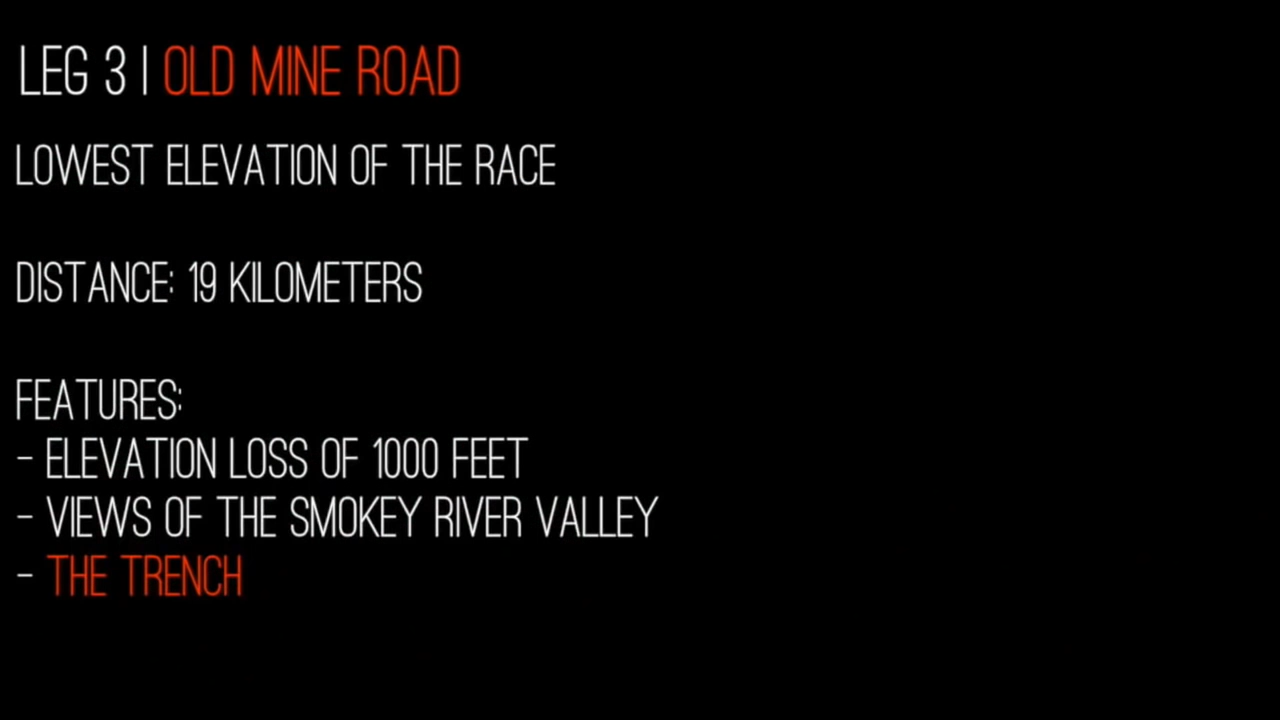 LEG 3 | OLD MINE ROAD
LOWEST ELEVATION OF THE RACE
DISTANCE: 19 KILOMETERS
FEATURES:
- ELEVATION LOSS OF 1000 FEET
- VIEWS OF THE SMOKEY RIVER VALLEY
- THE TRENCH